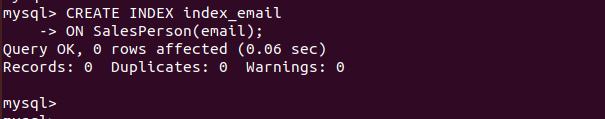 mysql> CREATE INDEX index_email
    -> ON SalesPerson(email);
Query OK, 0 rows affected (0.06 sec)
Records: 0  Duplicates: 0  Warnings: 0

mysql>
mysql>